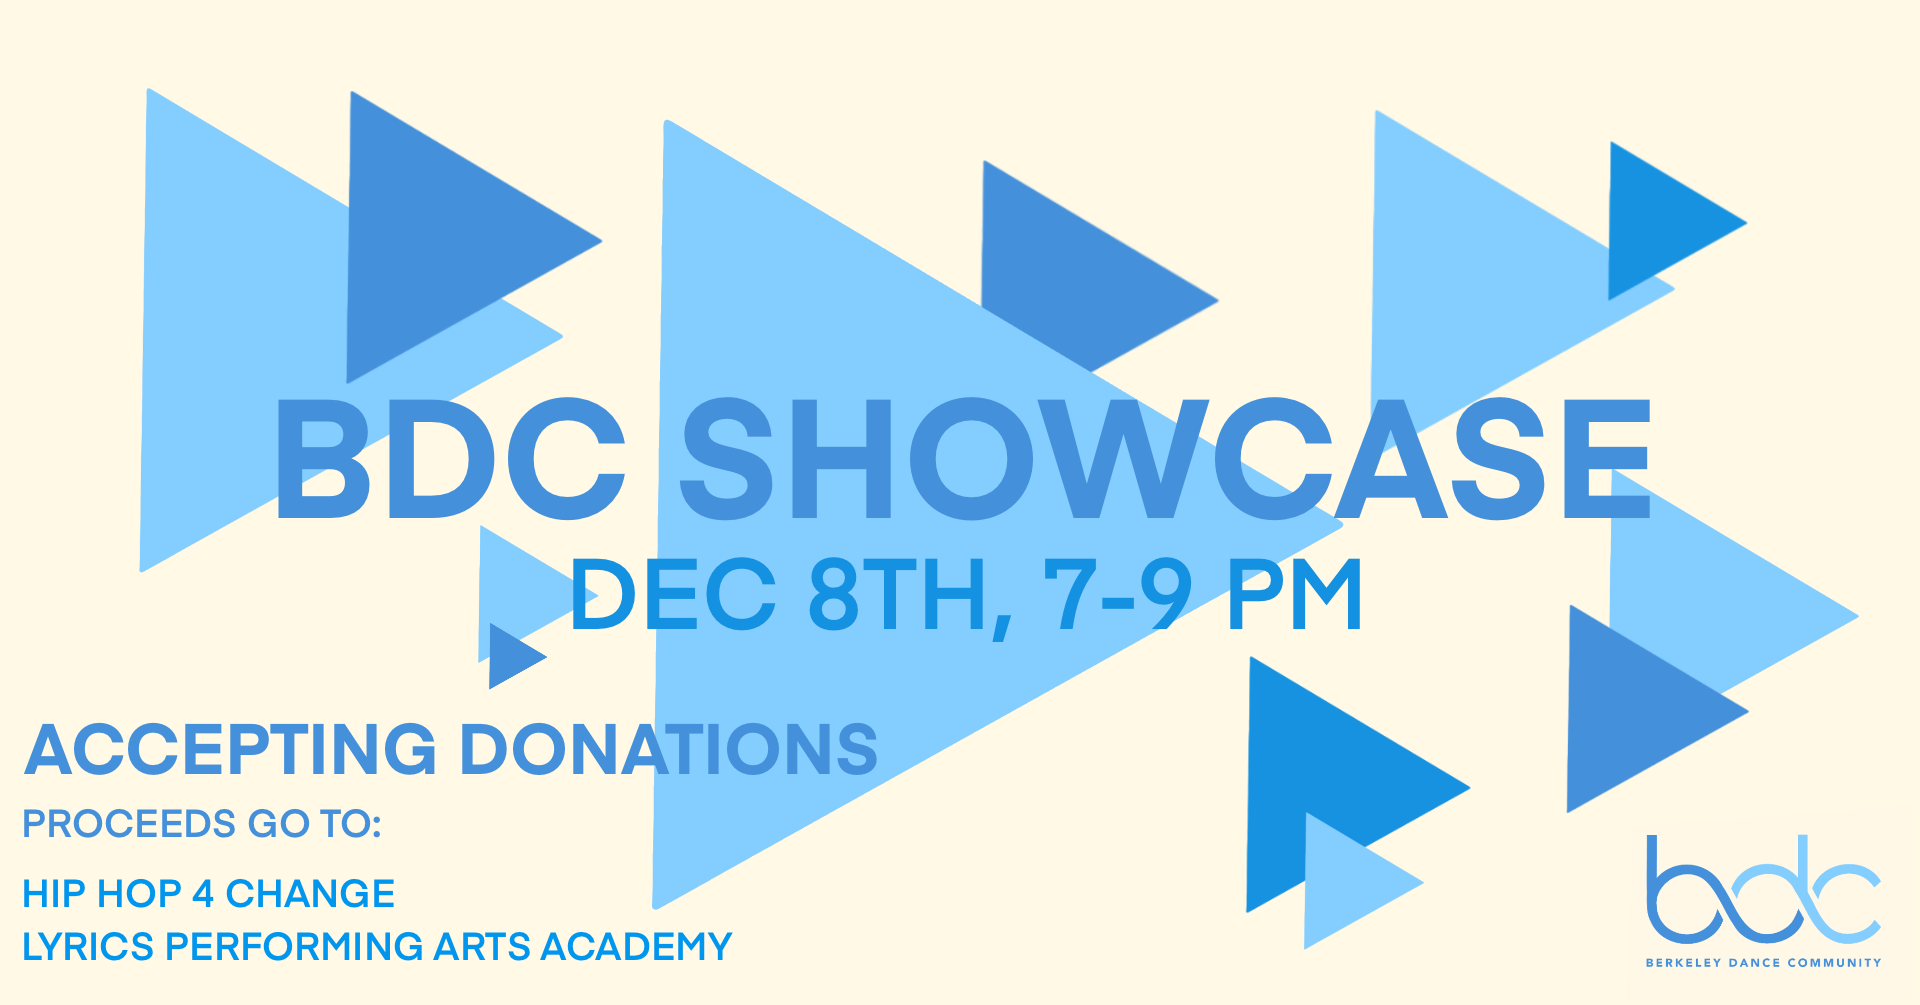 BDC SHOWCASE
DEC 8TH, 7-9 PM
ACCEPTING DONATIONS
PROCEEDS GO TO:
HIP HOP 4 CHANGE
LYRICS PERFORMING ARTS ACADEMY
bdc
BERKELEY DANCE COMMUNITY